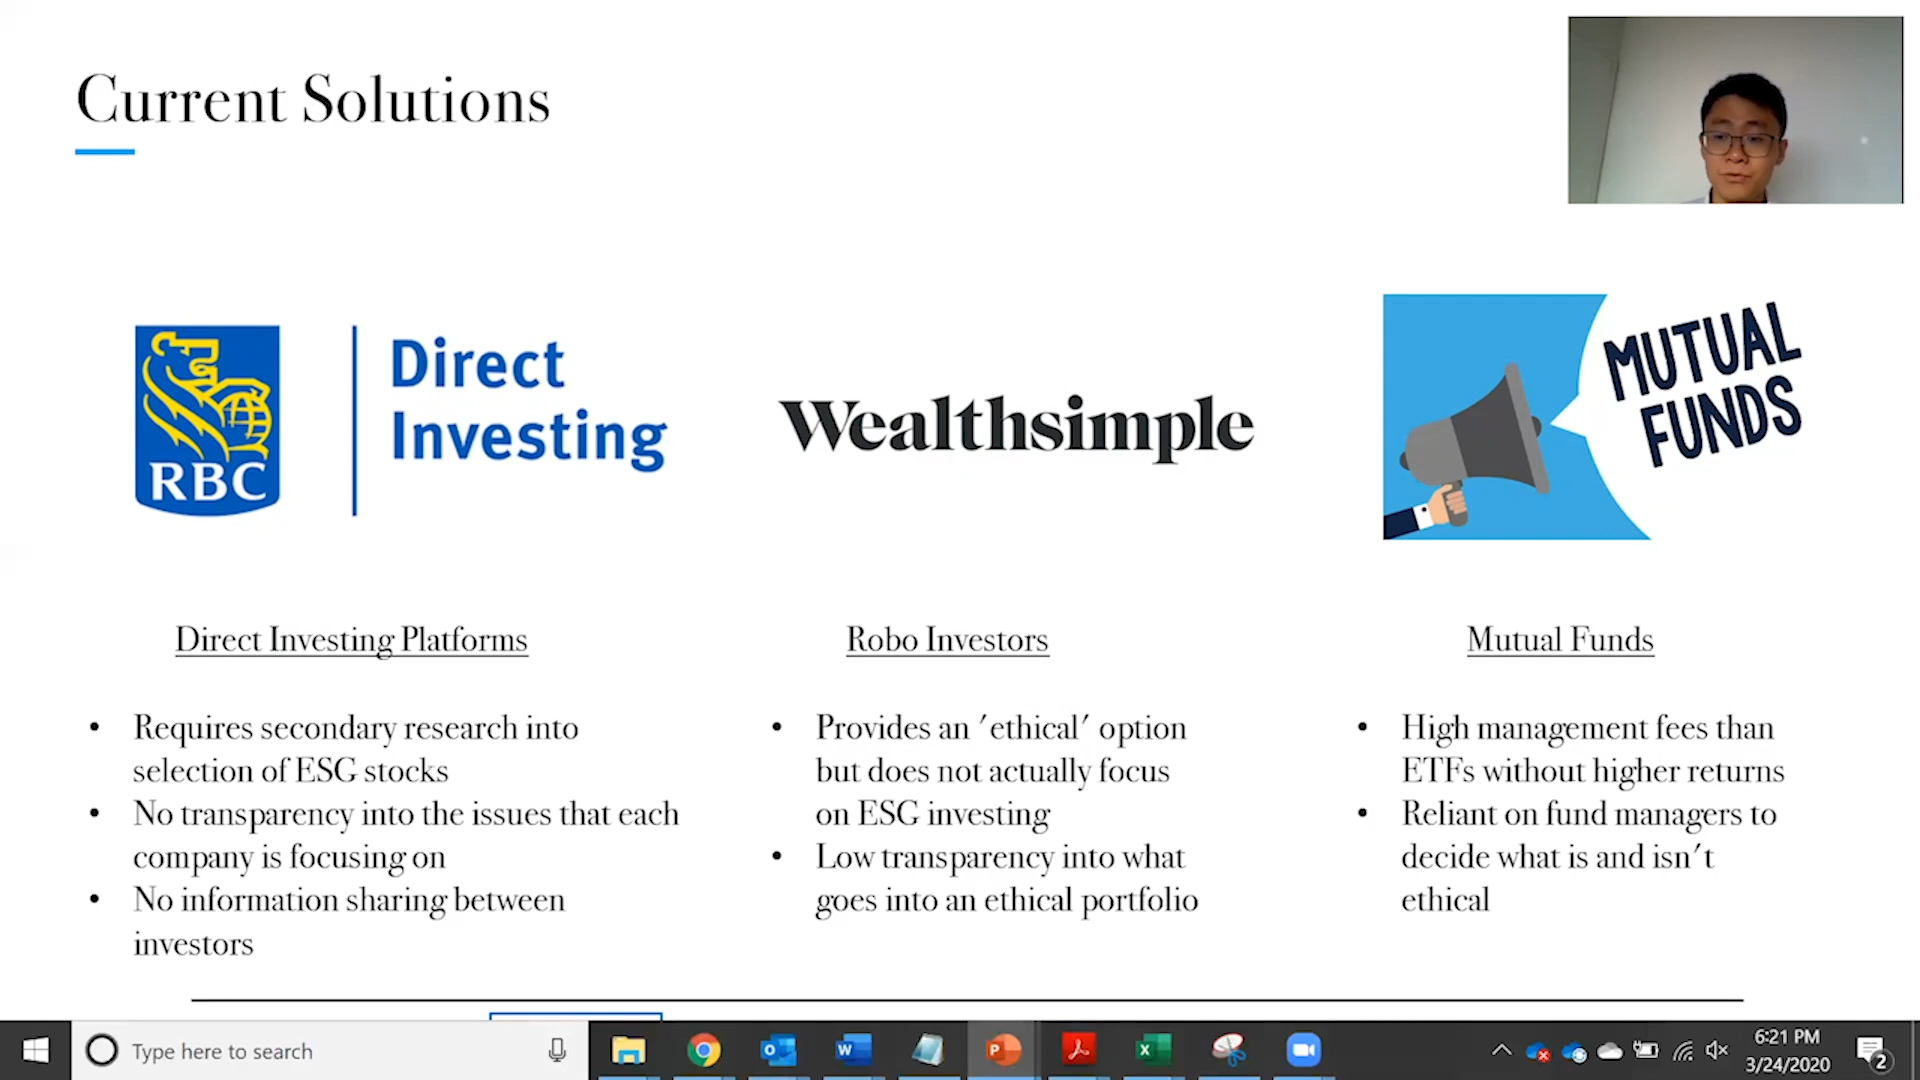 Current Solutions
RBC
Direct
Investing
Wealthsimple
MUTUAL
FUNDS
Direct Investing Platforms
• Requires secondary research into
selection of ESG stocks
• No transparency into the issues that each
company is focusing on
• No information sharing between
investors
Robo Investors
• Provides an 'ethical' option
but does not actually focus
on ESG investing
• Low transparency into what
goes into an ethical portfolio
Mutual Funds
• High management fees than
ETFs without higher returns
• Reliant on fund managers to
decide what is and isn't
ethical
Type here to search
6:21 PM
3/24/2020
2